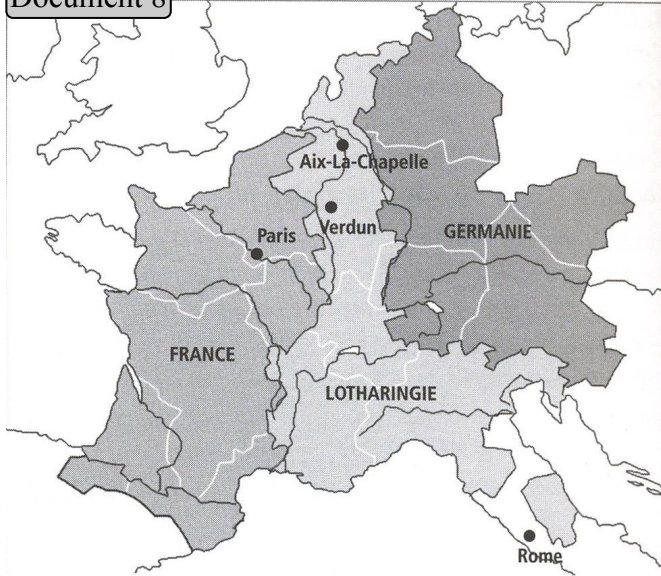 Document 8
Aix-La-Chapelle
Verdun
Paris
GERMANIE
FRANCE
LOTHARINGIE
Rome